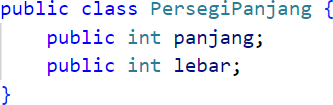 public class PersegiPanjang {
    public int panjang;
    public int lebar;
}